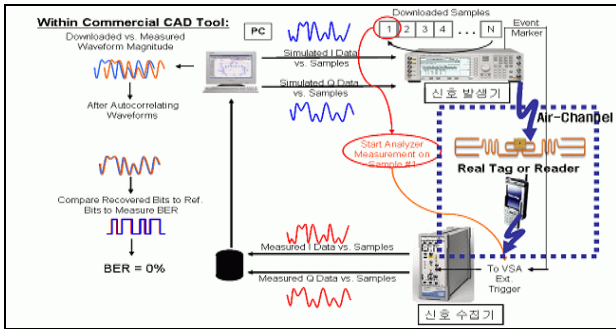 Within Commercial CAD Tool:
Downloaded vs. Measured
Waveform Magnitude
After Autocorrelating
Waveforms
Compare Recovered Bits to Ref.
Bits to Measure BER
BER = 0%
PC
Simulated I Data
vs. Samples
Simulated Q Data
vs. Samples
Downloaded Samples
1 2 3 4 ... N
Event
Marker
신호 발생기
Air-Channel
Real Tag or Reader
Start Analyzer
Measurement on
Sample #1
Measured I Data vs. Samples
Measured Q Data vs. Samples
To VSA
Ext.
Trigger
신호 수집기